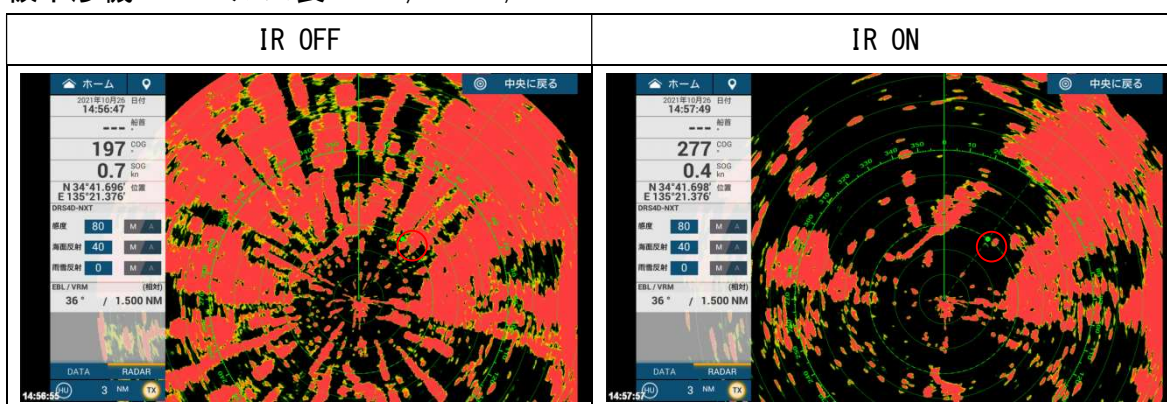 IR OFF
IR ON
ホーム
中央に戻る
2021年10月26 日付
14:56:47
--- 船首
197 COG
0.7 SOG
kn
N 34°41.696' 位置
E 135°21.376'
DRS4D-NXT
感度 80 M A
海面反射 40 M A
雨雪反射 0 M A
EBL / VRM (相対)
36 ° / 1.500 NM
DATA RADAR
14:56:55 HU 3 NM TX
ホーム
中央に戻る
2021年10月26 日付
14:57:49
--- 船首
277 COG
0.4 SOG
kn
N 34°41.698' 位置
E 135°21.376'
DRS4D-NXT
感度 80 M A
海面反射 40 M A
雨雪反射 0 M A
EBL / VRM (相対)
36 ° / 1.500 NM
DATA RADAR
14:57:57 HU 3 NM TX
340 350 0 10
330
320
310